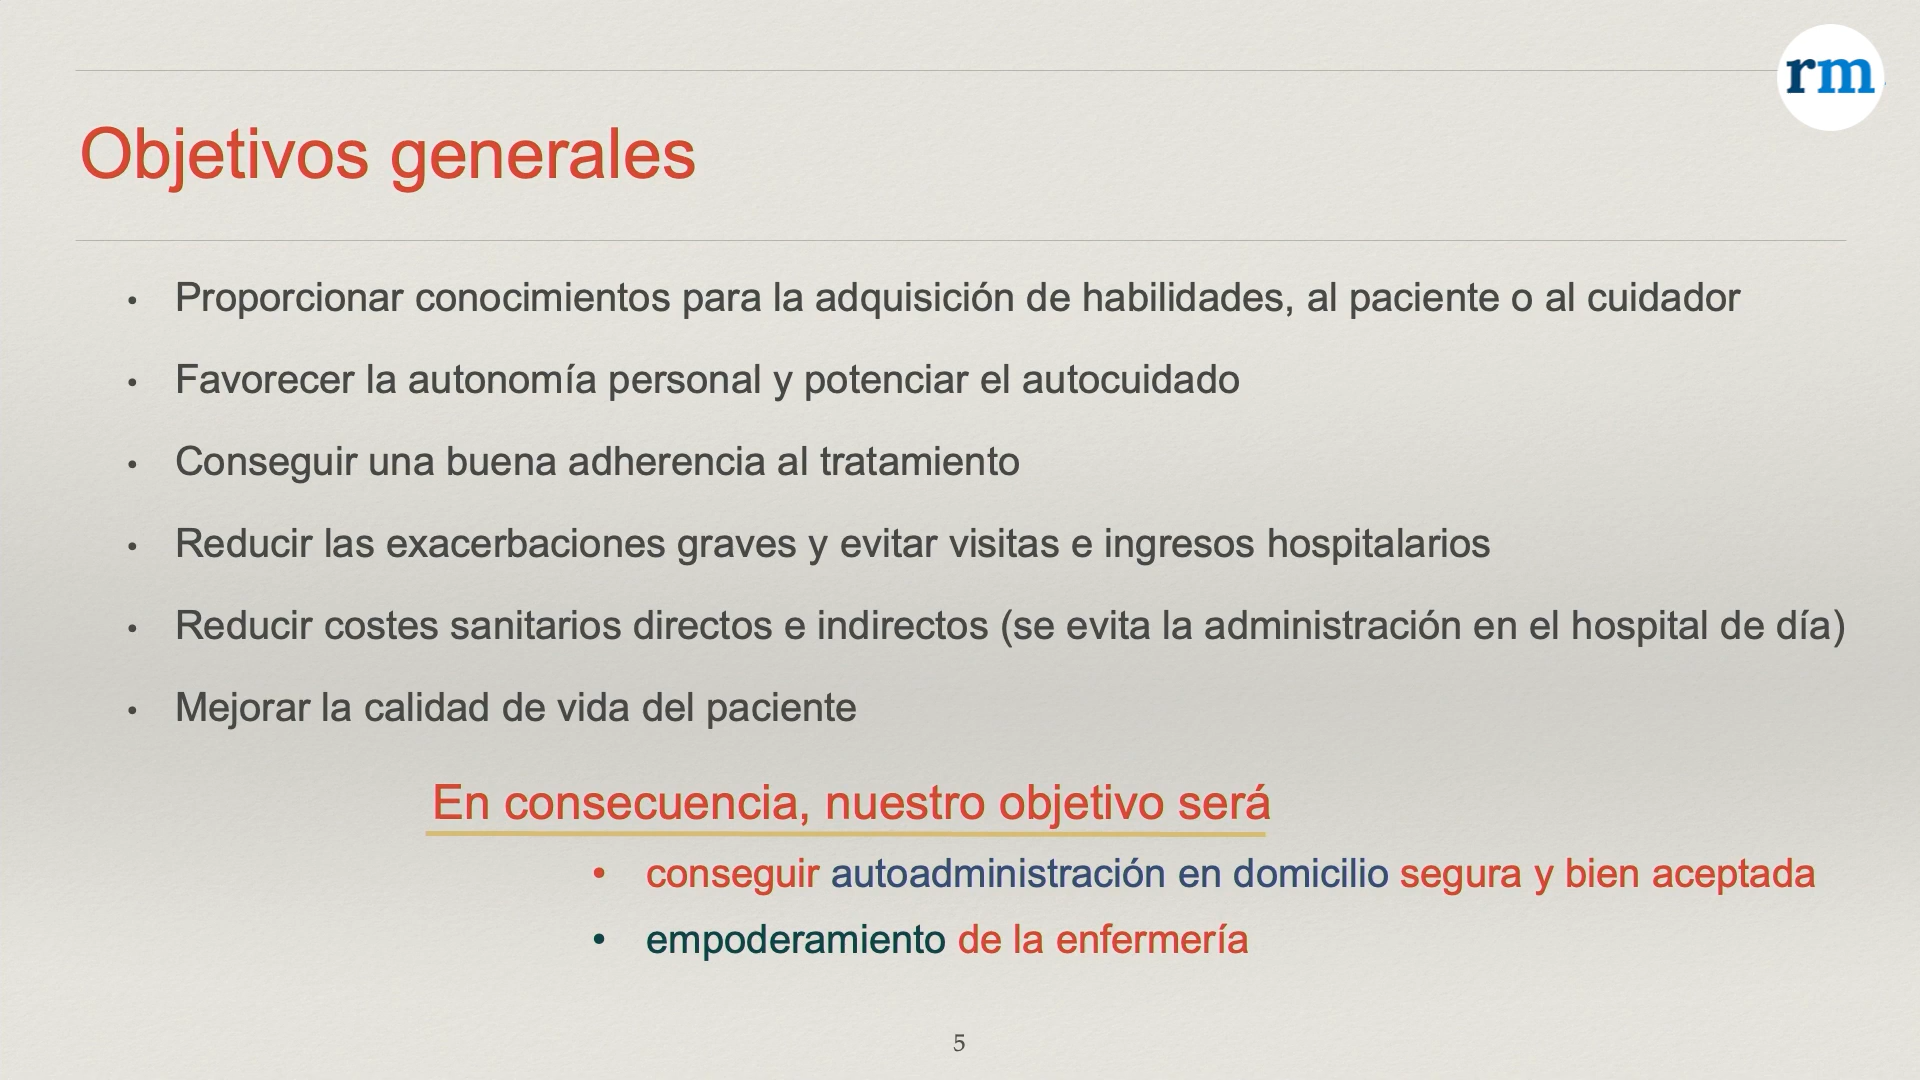 rm
Objetivos generales
• Proporcionar conocimientos para la adquisición de habilidades, al paciente o al cuidador
• Favorecer la autonomía personal y potenciar el autocuidado
• Conseguir una buena adherencia al tratamiento
• Reducir las exacerbaciones graves y evitar visitas e ingresos hospitalarios
• Reducir costes sanitarios directos e indirectos (se evita la administración en el hospital de día)
• Mejorar la calidad de vida del paciente
En consecuencia, nuestro objetivo será
• conseguir autoadministración en domicilio segura y bien aceptada
• empoderamiento de la enfermería
5